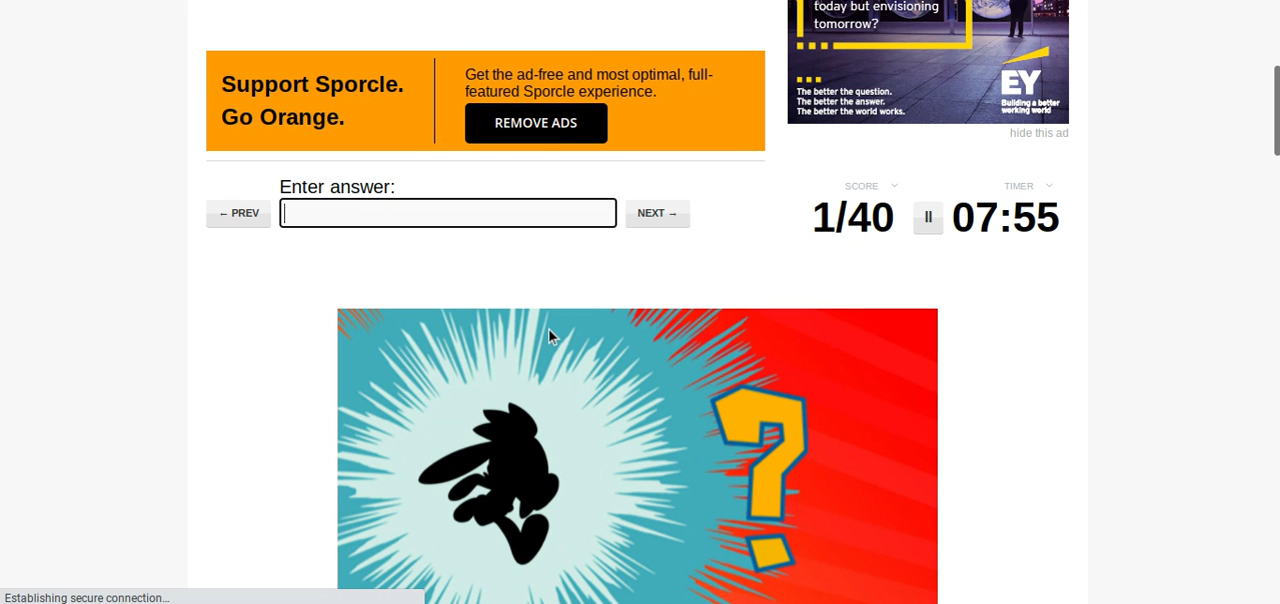 today but envisioning
tomorrow?
The better the question.
The better the answer.
The better the world works.
EY
Building a better
working world
hide this ad
Support Sporcle.
Go Orange.
Get the ad-free and most optimal, full-
featured Sporcle experience.
REMOVE ADS
Enter answer:
← PREV
NEXT →
SCORE
1/40
II
TIMER
07:55
?
Establishing secure connection...